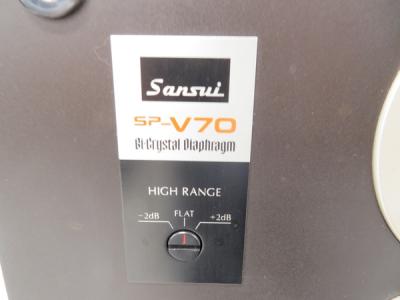 Sansui
SP-V70
Bi-Crystal Diaphragm
HIGH RANGE
FLAT
-2dB +2dB